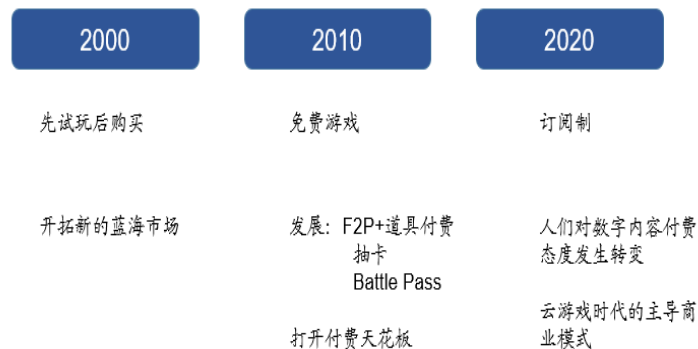 2000
2010
2020
先试玩后购买
免费游戏
订阅制
开拓新的蓝海市场
发展：F2P+道具付费
抽卡
Battle Pass
打开付费天花板
人们对数字内容付费
态度发生转变
云游戏时代的主导商
业模式